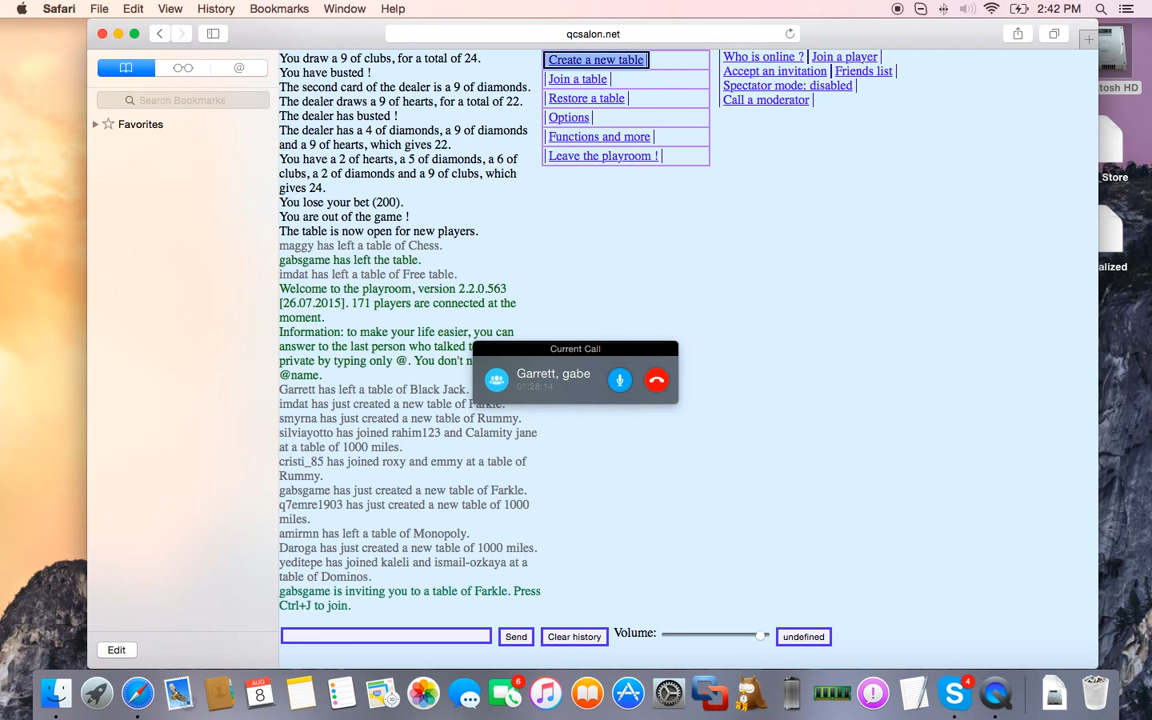 Safari File Edit View History Bookmarks Window Help
2:42 PM
qcsalon.net
Search Bookmarks
Favorites
Edit
You draw a 9 of clubs, for a total of 24.
You have busted !
The second card of the dealer is a 9 of diamonds.
The dealer draws a 9 of hearts, for a total of 22.
The dealer has busted !
The dealer has a 4 of diamonds, a 9 of diamonds
and a 9 of hearts, which gives 22.
You have a 2 of hearts, a 5 of diamonds, a 6 of
clubs, a 2 of diamonds and a 9 of clubs, which
gives 24.
You lose your bet (200).
You are out of the game !
The table is now open for new players.
maggy has left a table of Chess.
gabsgame has left the table.
imdat has left a table of Free table.
Welcome to the playroom, version 2.2.0.563
[26.07.2015]. 171 players are connected at the
moment.
Information: to make your life easier, you can
answer to the last person who talked t
private by typing only @. You don't n
@name.
Garrett has left a table of Black Jack.
imdat has just created a new table of Farkle.
smyrna has just created a new table of Rummy.
silviayotto has joined rahim123 and Calamity jane
at a table of 1000 miles.
cristi_85 has joined roxy and emmy at a table of
Rummy.
gabsgame has just created a new table of Farkle.
q7emre1903 has just created a new table of 1000
miles.
amirmn has left a table of Monopoly.
Daroga has just created a new table of 1000 miles.
yeditepe has joined kaleli and ismail-ozkaya at a
table of Dominos.
gabsgame is inviting you to a table of Farkle. Press
Ctrl+J to join.
Create a new table
Join a table
Restore a table
Options
Functions and more
Leave the playroom !
Who is online ? Join a player
Accept an invitation Friends list
Spectator mode: disabled
Call a moderator
Current Call
Garrett, gabe
01:28:14
Send Clear history Volume: undefined
tosh HD
_Store
alized
AUG
8
6
4